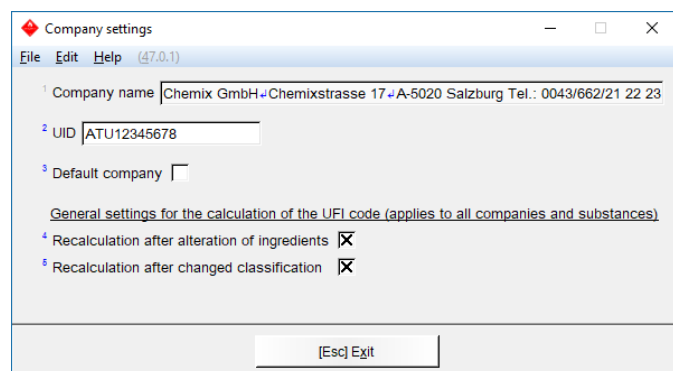 Company settings
File Edit Help (47.0.1)
1 Company name Chemix GmbH↲Chemixstrasse 17↲A-5020 Salzburg Tel.: 0043/662/21 22 23
2 UID ATU12345678
3 Default company
General settings for the calculation of the UFI code (applies to all companies and substances)
4 Recalculation after alteration of ingredients
5 Recalculation after changed classification
[Esc] Exit